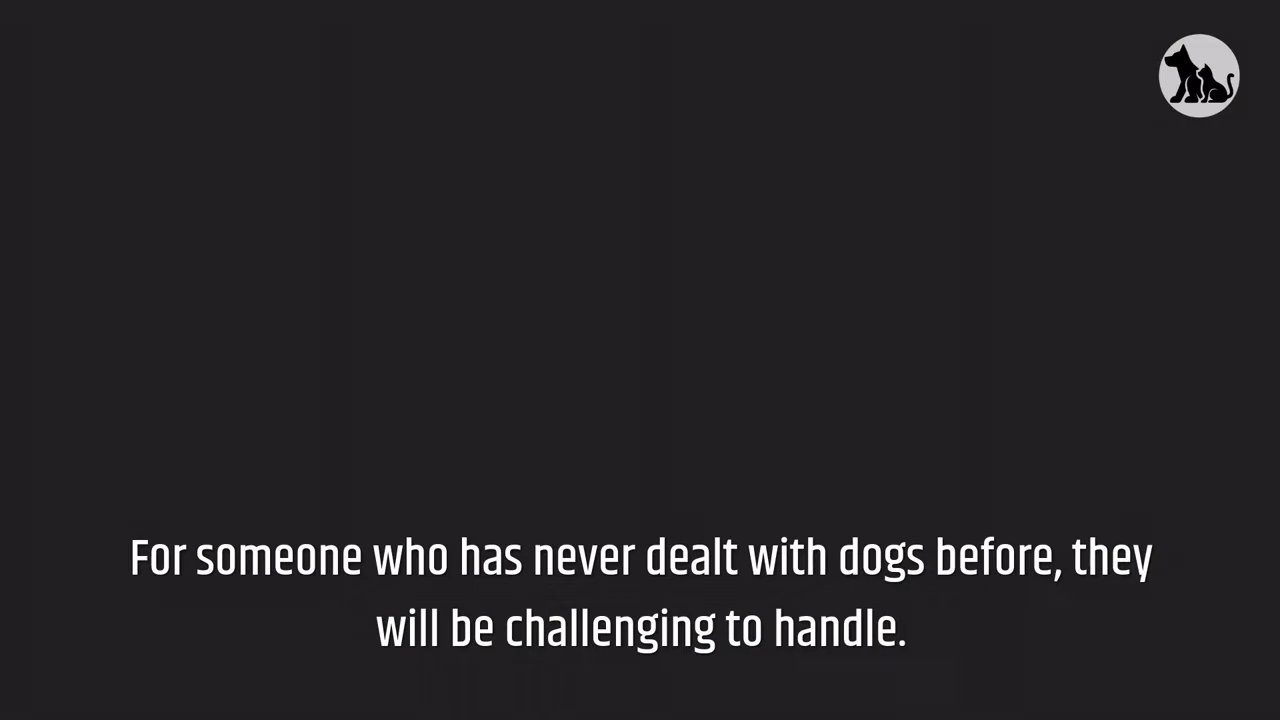 For someone who has never dealt with dogs before, they
will be challenging to handle.